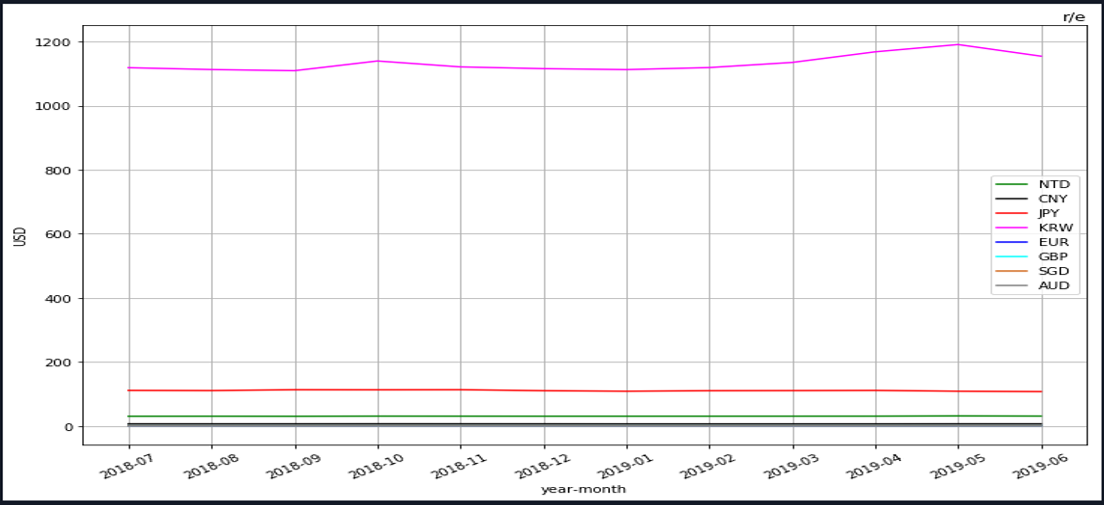 r/e
1200
1000
800
600
400
200
0
USD
NTD
CNY
JPY
KRW
EUR
GBP
SGD
AUD
2018-07
2018-08
2018-09
2018-10
2018-11
2018-12
2019-01
2019-02
2019-03
2019-04
2019-05
2019-06
year-month